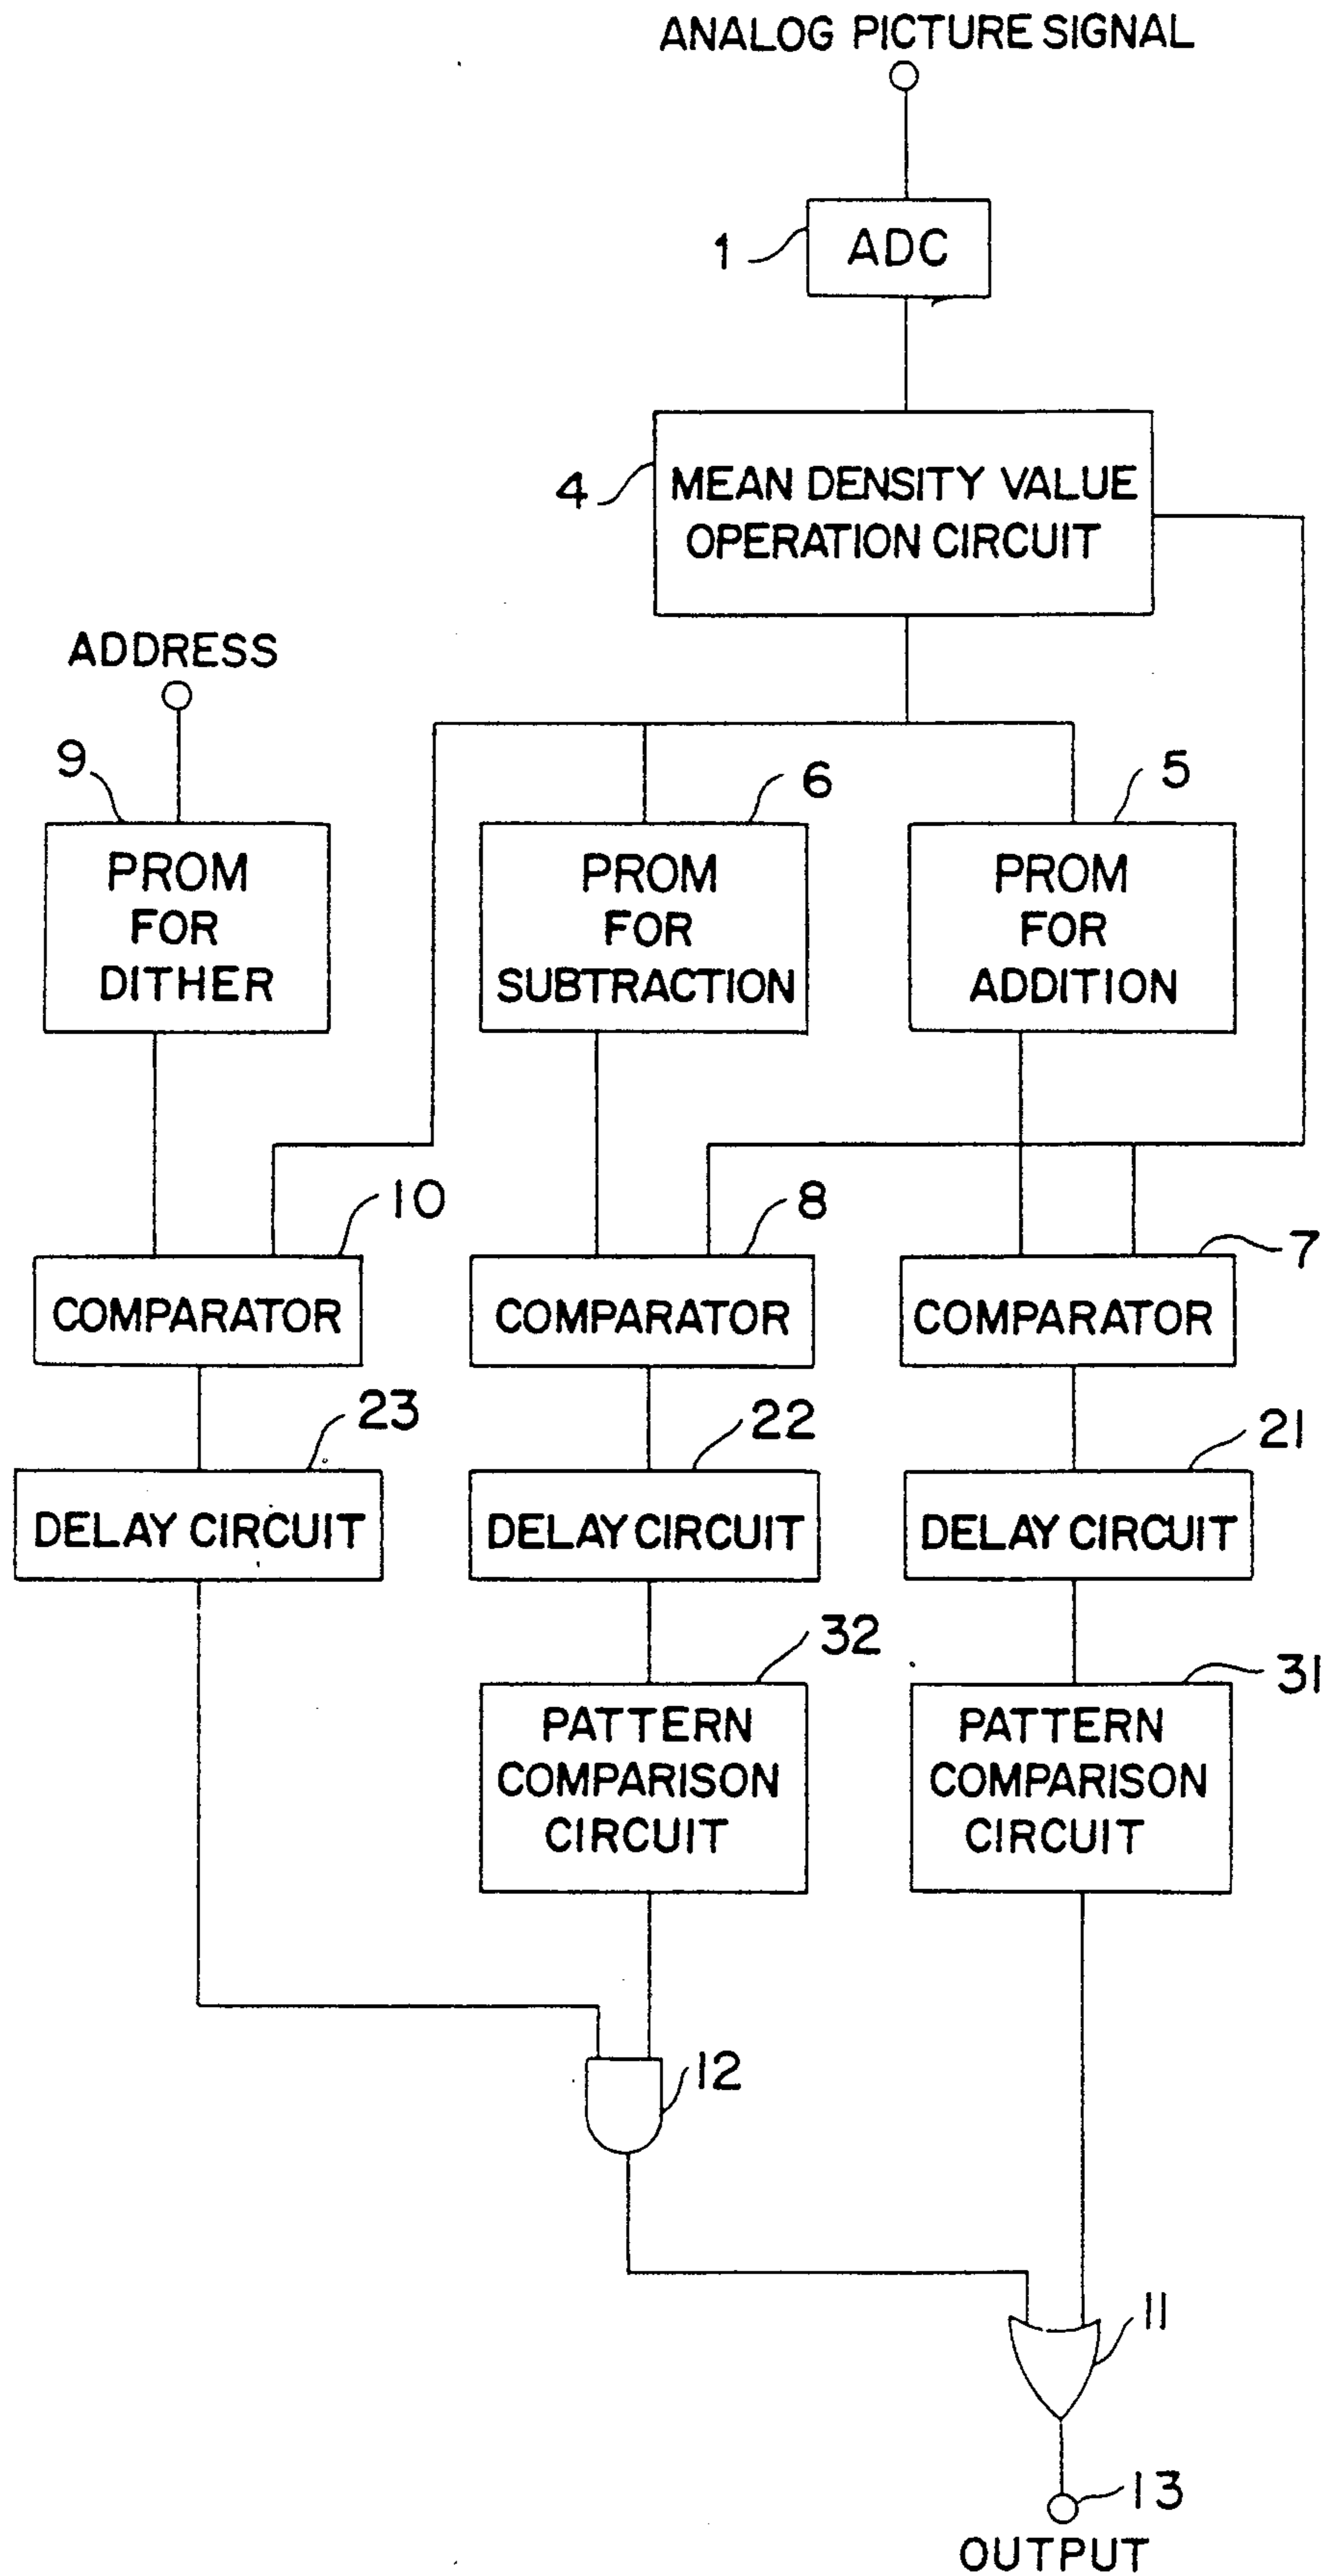 ANALOG PICTURE SIGNAL
1
ADC
4
MEAN DENSITY VALUE
OPERATION CIRCUIT
ADDRESS
9
6
5
PROM
FOR
DITHER
PROM
FOR
SUBTRACTION
PROM
FOR
ADDITION
10
8
7
COMPARATOR
COMPARATOR
COMPARATOR
23
22
21
DELAY CIRCUIT
DELAY CIRCUIT
DELAY CIRCUIT
32
31
PATTERN
COMPARISON
CIRCUIT
PATTERN
COMPARISON
CIRCUIT
12
11
13
OUTPUT